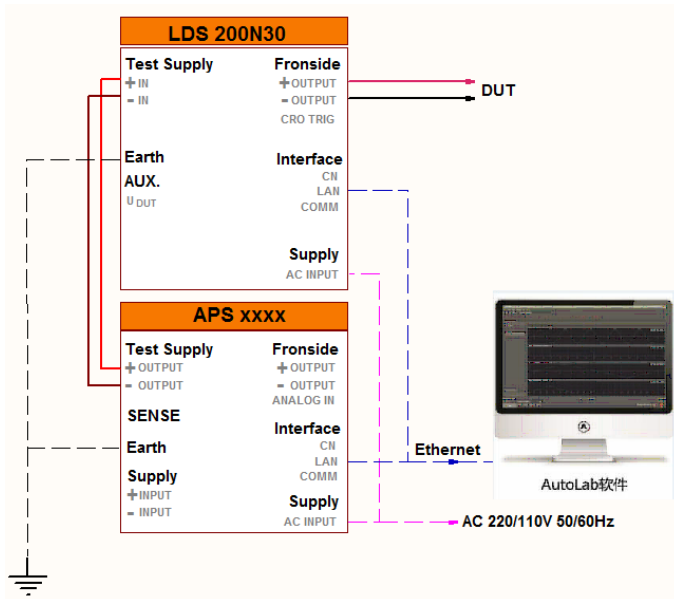 LDS 200N30
Test Supply Fronside
+ IN +OUTPUT
- IN - OUTPUT
DUT
CRO TRIG
Earth Interface
CN
AUX. LAN
U DUT COMM
Supply
AC INPUT
APS xxxx
Test Supply Fronside
+ OUTPUT + OUTPUT
- OUTPUT - OUTPUT
ANALOG IN
SENSE
Interface
Earth CN
Ethernet
LAN
Supply COMM
+INPUT
- INPUT Supply
AC INPUT
AC 220/110V 50/60Hz
AutoLab软件